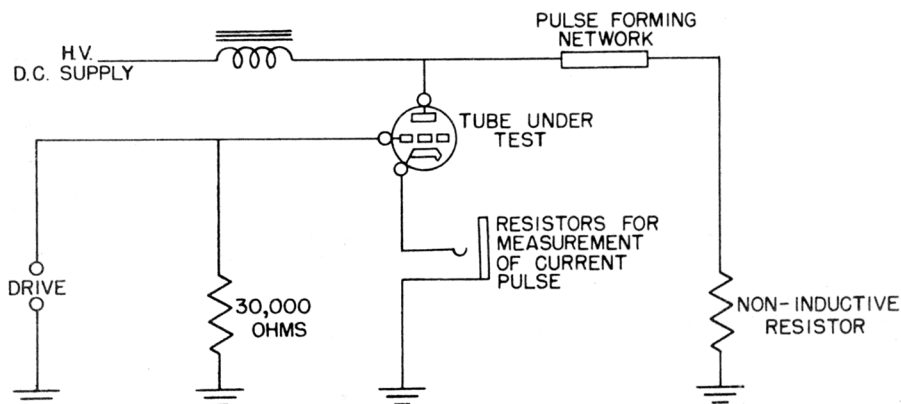 PULSE FORMING
NETWORK
H.V.
D.C. SUPPLY
TUBE UNDER
TEST
RESISTORS FOR
MEASUREMENT
OF CURRENT
PULSE
DRIVE
30,000
OHMS
NON-INDUCTIVE
RESISTOR